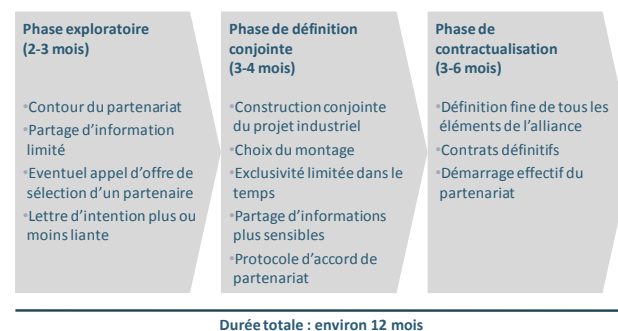 Phase exploratoire
(2-3 mois)
•Contour du partenariat
•Partage d'information
limité
•Eventuel appel d'offre de
sélection d'un partenaire
•Lettre d'intention plus ou
moins liante
Phase de définition
conjointe
(3-4 mois)
•Construction conjointe
du projet industriel
•Choix du montage
•Exclusivité limitée dans le
temps
•Partage d'informations
plus sensibles
•Protocole d'accord de
partenariat
Phase de
contractualisation
(3-6 mois)
•Définition fine de tous les
éléments de l'alliance
•Contrats définitifs
•Démarrage effectif du
partenariat
Durée totale : environ 12 mois